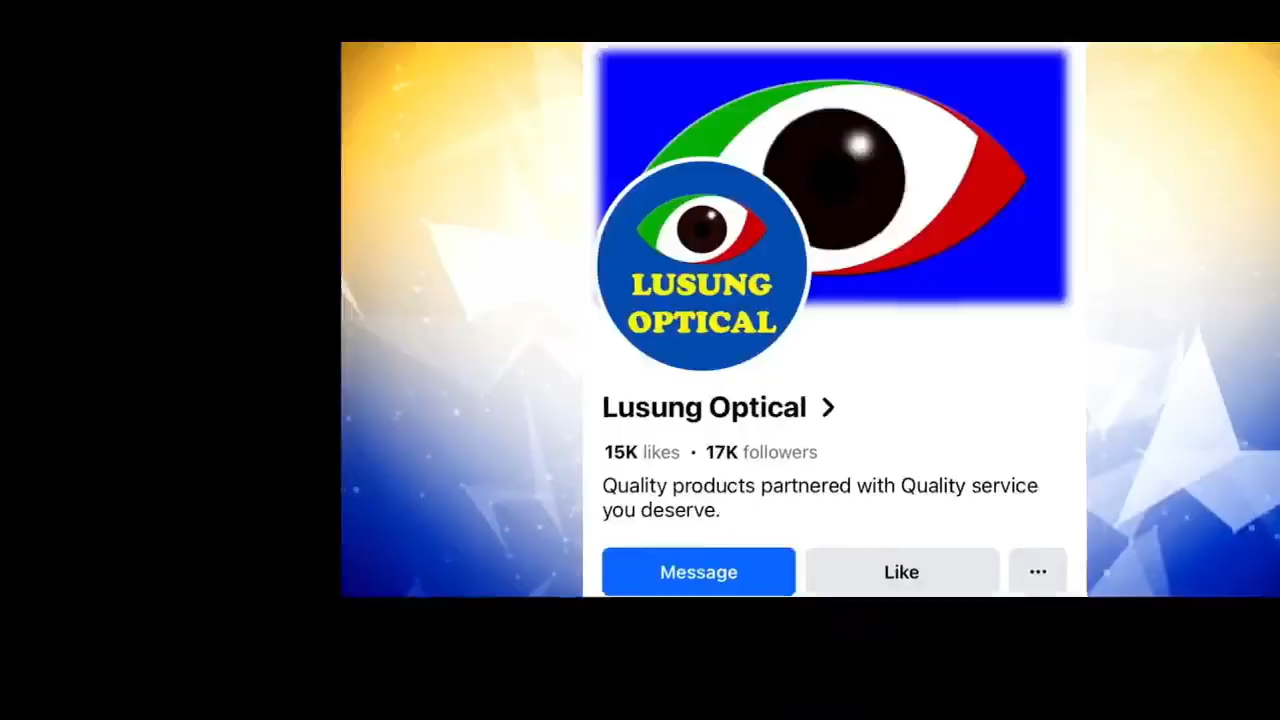 LUSUNG
OPTICAL
Lusung Optical
15K likes • 17K followers
Quality products partnered with Quality service
you deserve.
Message
Like